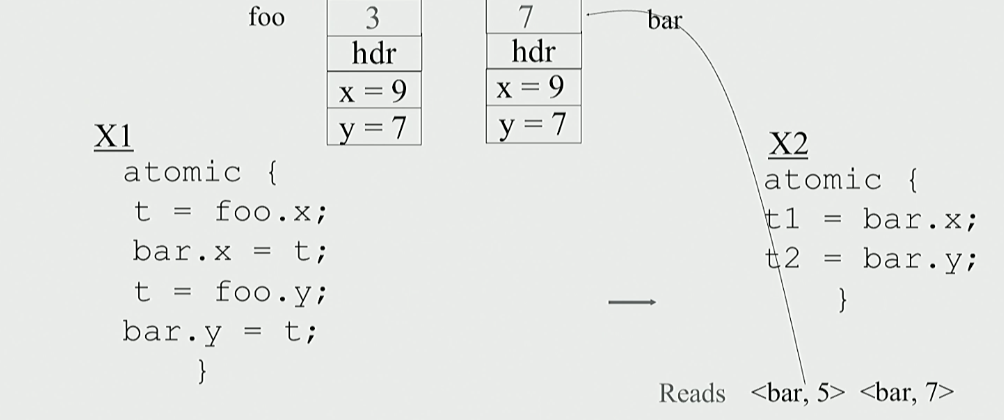 foo 3 7 bar
hdr hdr
x = 9 x = 9
y = 7 y = 7
X1
atomic {
t = foo.x;
bar.x = t;
t = foo.y;
bar.y = t;
}
X2
atomic {
t1 = bar.x;
t2 = bar.y;
}
Reads <bar, 5> <bar, 7>